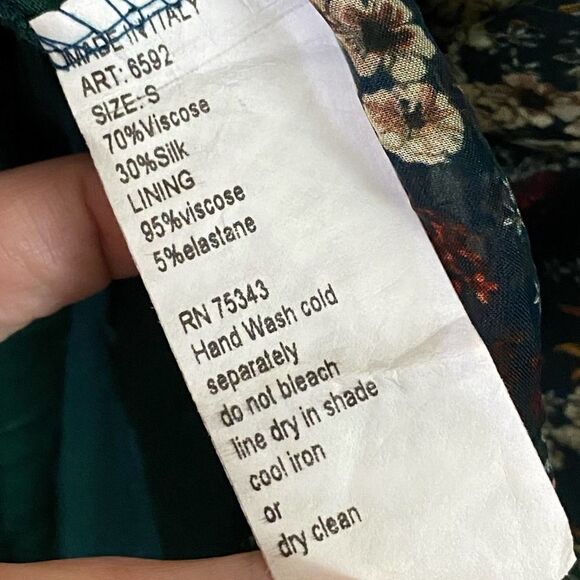 MADE IN ITALY
ART:.6592
SIZE:S
70%Viscose
30%Silk
LINING
95%viscose
5%elastane
RN 75343
Hand Wash cold
separately
do not bleach
line dry in shade
cool iron
or
dry clean